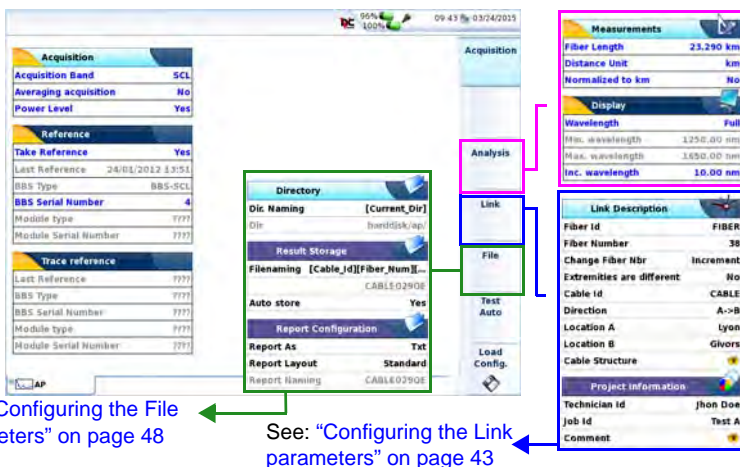 95%
100%
09:43 03/24/2015
Acquisition
Acquisition Band SCL
Averaging acquisition No
Power Level Yes
Reference
Take Reference Yes
Last Reference 24/01/2012 13:51
BBS Type BBS-SCL
BBS Serial Number 4
Module type ????
Module Serial Number ????
Trace reference
Last Reference ????
BBS Type ????
BBS Serial Number ????
Module type ????
Module Serial Number ????
AP
Directory
Dir. Naming [Current_Dir]
Dir harddisk/ap/
Result Storage
Filenaming [Cable_Id][Fiber_Num][...
CABLE029OE
Auto store Yes
Report Configuration
Report As Txt
Report Layout Standard
Report Naming CABLE029OE
Acquisition
Analysis
Link
File
Test
Auto
Load
Config.
Measurements
Fiber Length 23.290 km
Distance Unit km
Normalized to km No
Display
Wavelength Full
wavelength 1250.00 nm
Max. wavelength 1650.00 nm
Inc. wavelength 10.00 nm
Link Description
Fiber Id FIBER
Fiber Number 38
Change Fiber Nbr Increment
Extremities are different No
Cable Id CABLE
Direction A->B
Location A Lyon
Location B Givors
Cable Structure
Project Information
Technician Id Jhon Doe
Job Id Test A
Comment
Configuring the File
eters” on page 48
See: “Configuring the Link
parameters” on page 43